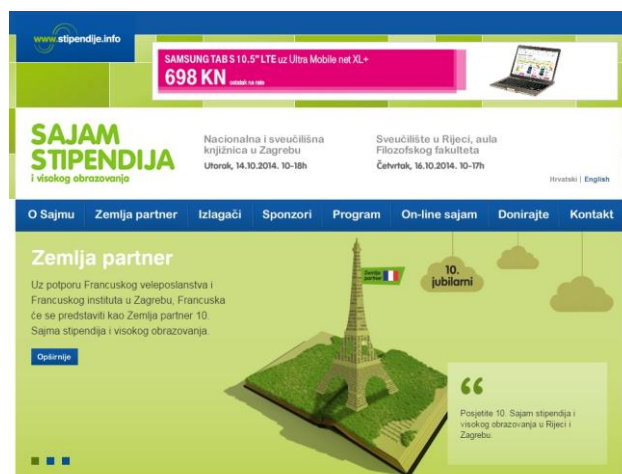 www.stipendije.info
SAMSUNG TAB S 10.5" LTE uz Ultra Mobile net XL+
698 KN
SAJAM
STIPENDIJA
i visokog obrazovanja
Nacionalna i sveučilišna
knjižnica u Zagrebu
Utorak, 14.10.2014. 10-18h
Sveučilište u Rijeci, aula
Filozofskog fakulteta
Četvrtak, 16.10.2014. 10-17h
Hrvatski | English
O Sajmu Zemlja partner Izlagači Sponzori Program On-line sajam Donirajte Kontakt
Zemlja partner
Uz potporu Francuskog veleposlanstva i
Francuskog instituta u Zagrebu, Francuska
će se predstaviti kao Zemlja partner 10.
Sajma stipendija i visokog obrazovanja.
Opširnije
Zemlja
partner
10.
jubilarni
“
Posjetite 10. Sajam stipendija i
visokog obrazovanja u Rijeci i
Zagrebu.